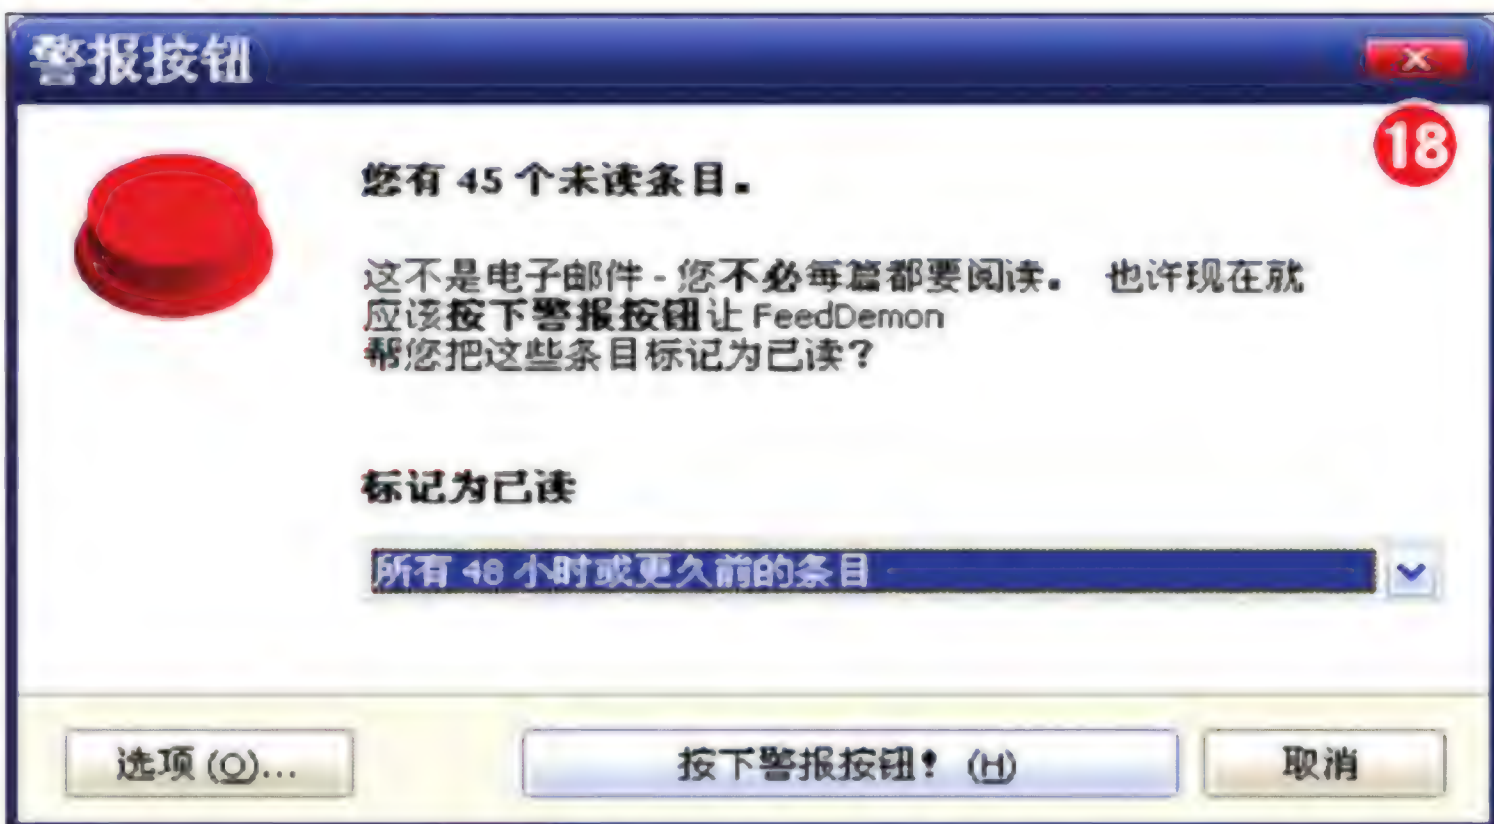 警报按钮
18
您有 45 个未读条目。
这不是电子邮件 - 您不必每篇都要阅读。 也许现在就
应该按下警报按钮让 FeedDemon
帮您把这些条目标记为已读？
标记为已读
所有 48 小时或更久前的条目
选项 (O)...
按下警报按钮！ (H)
取消